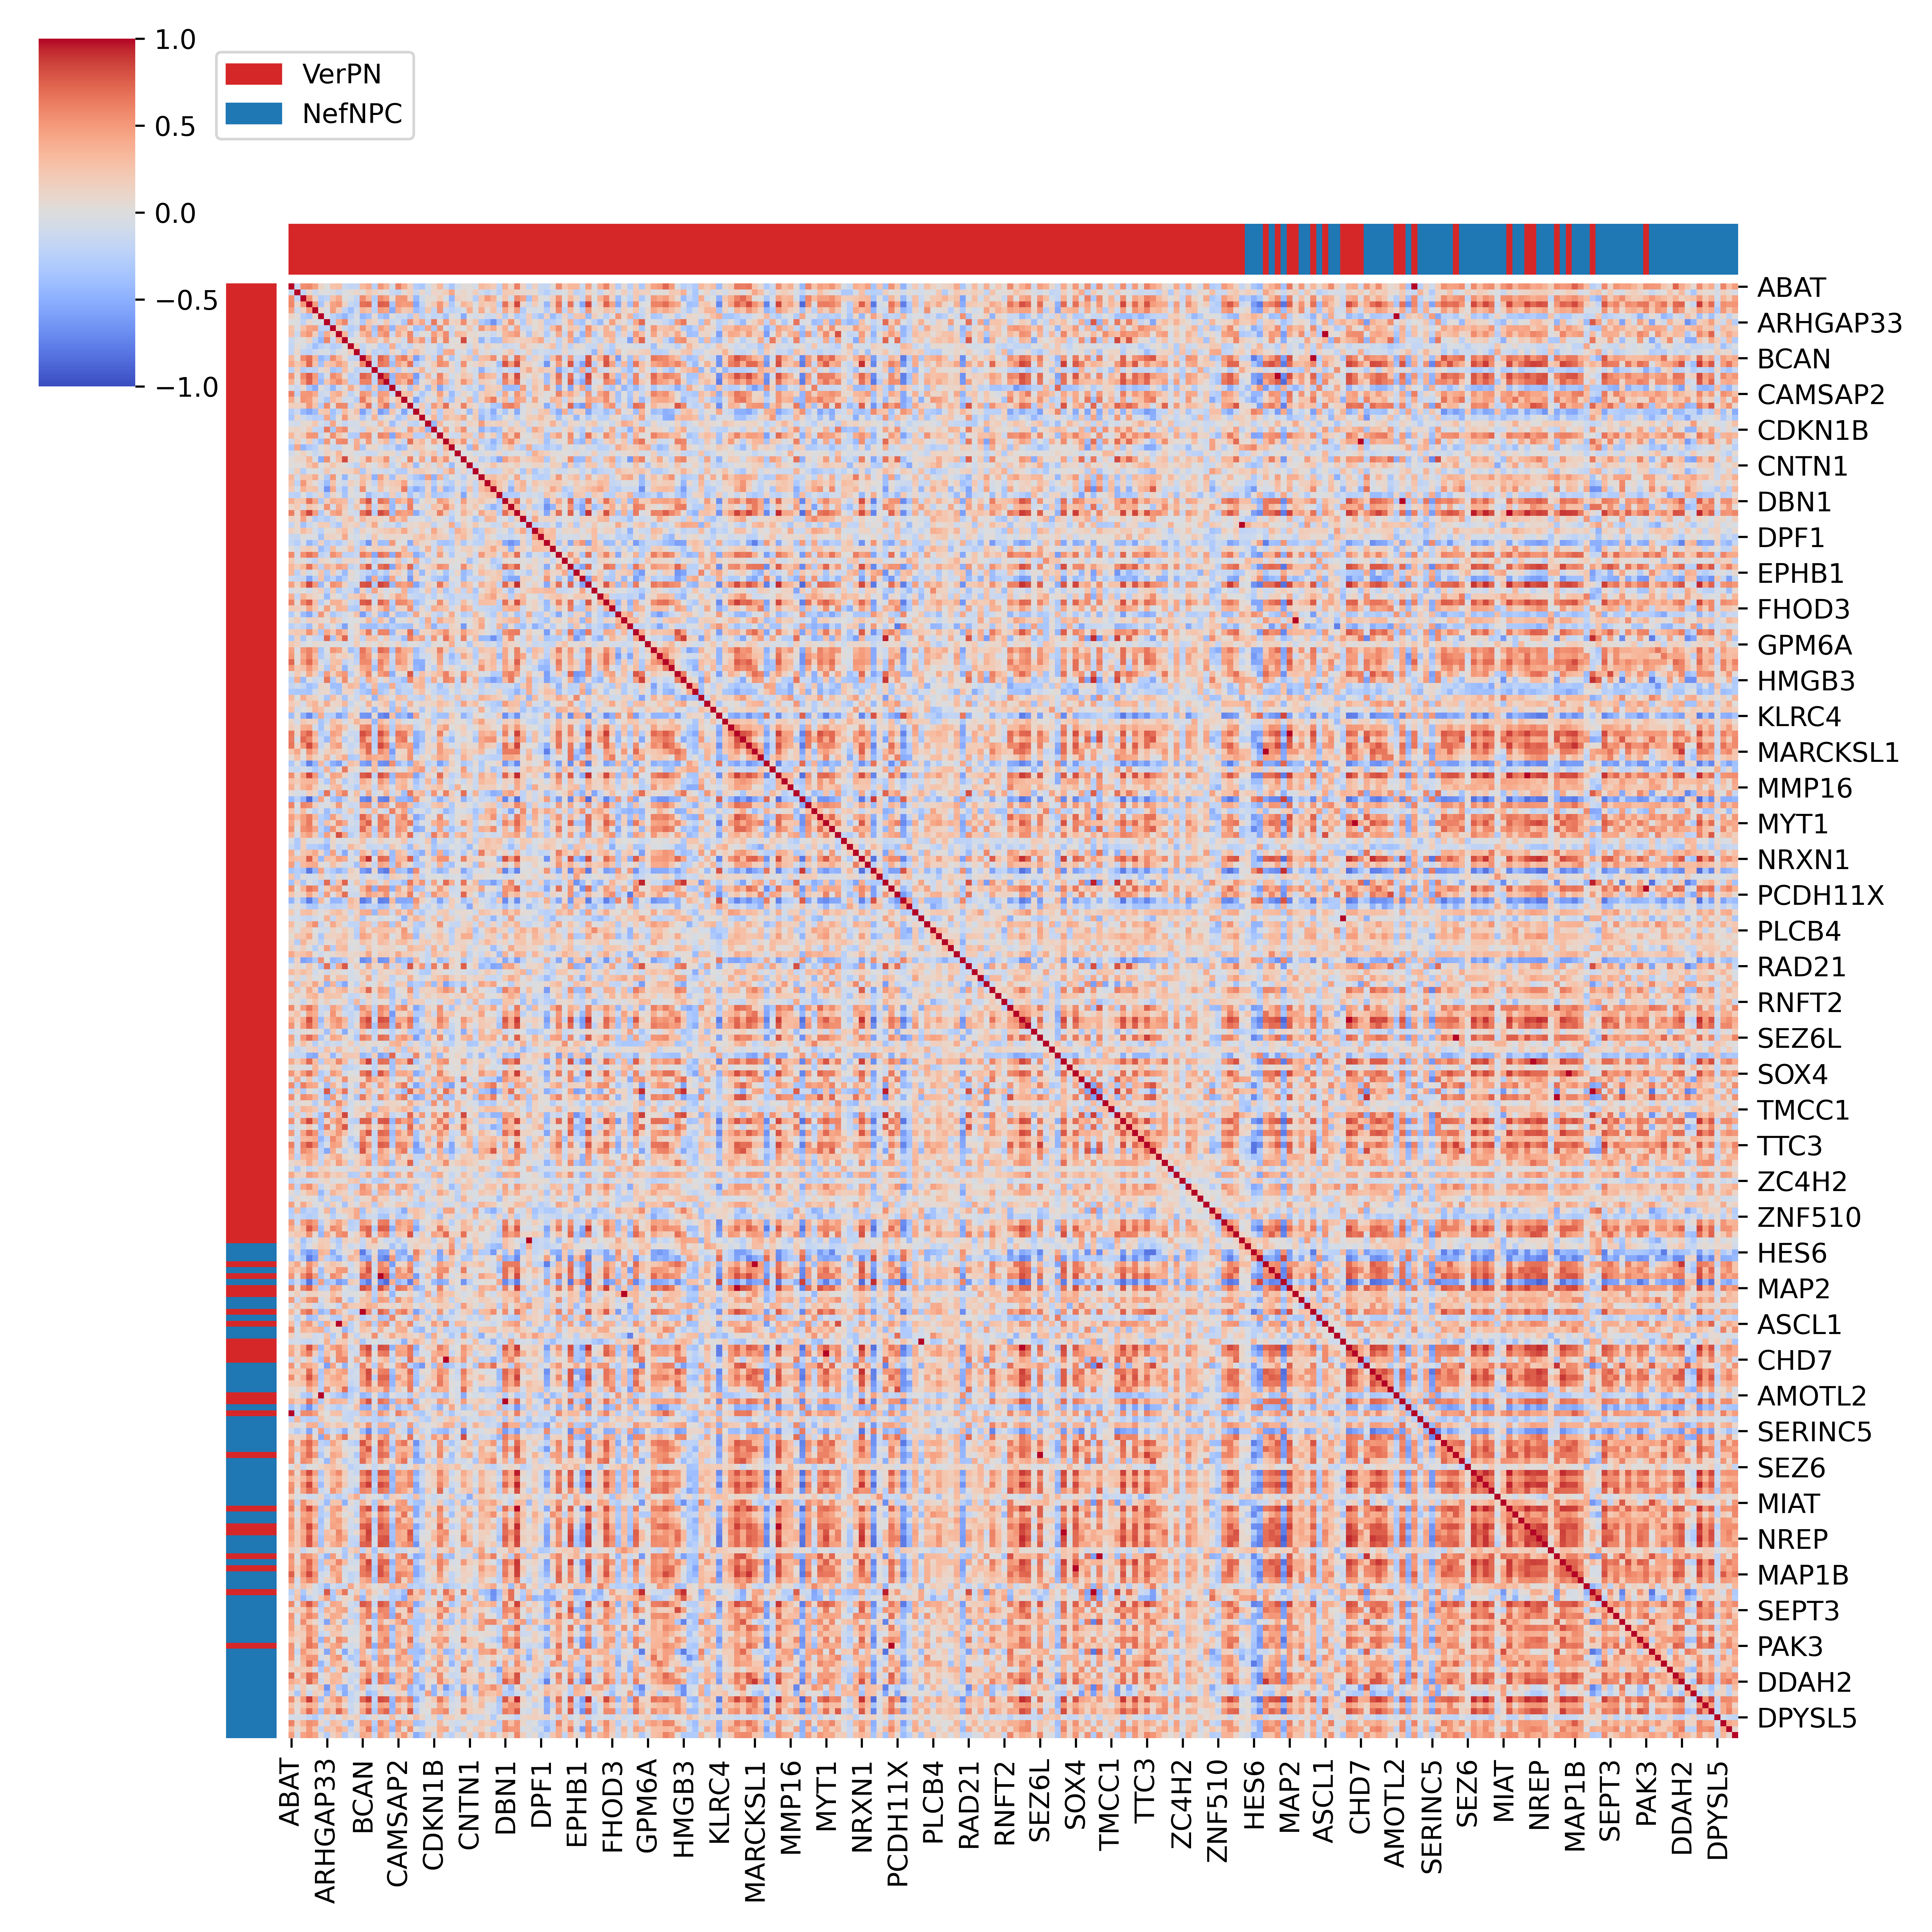 1.0
0.5
0.0
−0.5
−1.0
VerPN
NefNPC
ABAT
ARHGAP33
BCAN
CAMSAP2
CDKN1B
CNTN1
DBN1
DPF1
EPHB1
FHOD3
GPM6A
HMGB3
KLRC4
MARCKSL1
MMP16
MYT1
NRXN1
PCDH11X
PLCB4
RAD21
RNFT2
SEZ6L
SOX4
TMCC1
TTC3
ZC4H2
ZNF510
HES6
MAP2
ASCL1
CHD7
AMOTL2
SERINC5
SEZ6
MIAT
NREP
MAP1B
SEPT3
PAK3
DDAH2
DPYSL5
ABAT
ARHGAP33
BCAN
CAMSAP2
CDKN1B
CNTN1
DBN1
DPF1
EPHB1
FHOD3
GPM6A
HMGB3
KLRC4
MARCKSL1
MMP16
MYT1
NRXN1
PCDH11X
PLCB4
RAD21
RNFT2
SEZ6L
SOX4
TMCC1
TTC3
ZC4H2
ZNF510
HES6
MAP2
ASCL1
CHD7
AMOTL2
SERINC5
SEZ6
MIAT
NREP
MAP1B
SEPT3
PAK3
DDAH2
DPYSL5